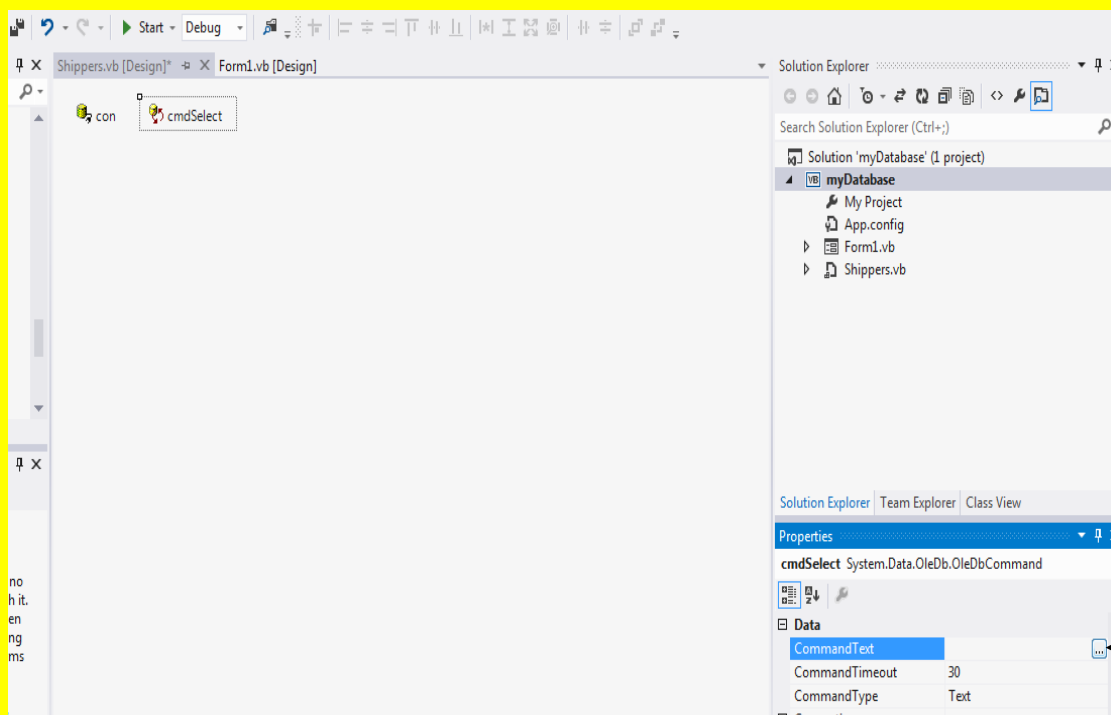 Start Debug
Shippers.vb [Design]* Form1.vb [Design]
con cmdSelect
no
h it.
en
ng
ms
Solution Explorer
Search Solution Explorer (Ctrl+;)
Solution 'myDatabase' (1 project)
VB myDatabase
My Project
App.config
Form1.vb
Shippers.vb
Solution Explorer Team Explorer Class View
Properties
cmdSelect System.Data.OleDb.OleDbCommand
Data
CommandText ...
CommandTimeout 30
CommandType Text